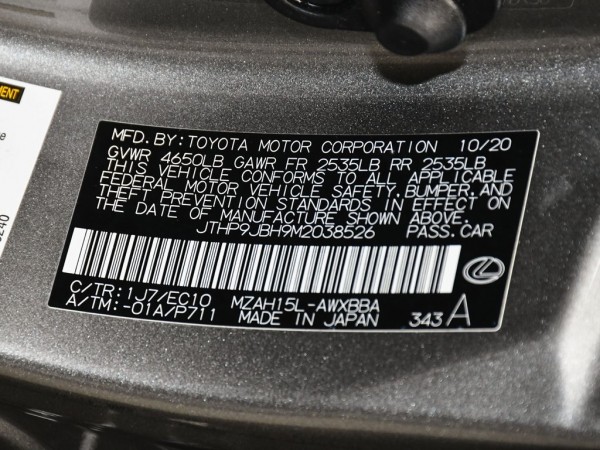 MENT
e
MFD. BY: TOYOTA MOTOR CORPORATION 10/20
GVWR 4650LB GAWR FR 2535LB RR 2535LB
THIS VEHICLE CONFORMS TO ALL APPLICABLE
FEDERAL MOTOR VEHICLE SAFETY, BUMPER, AND
THEFT PREVENTION STANDARDS IN EFFECT ON
THE DATE OF MANUFACTURE SHOWN ABOVE.
JTHP9JBH9M2038526 PASS. CAR
C/TR: 1J7/EC10 MZAH15L-AWXBBA
A/TM: -01A/P711 MADE IN JAPAN 343 A